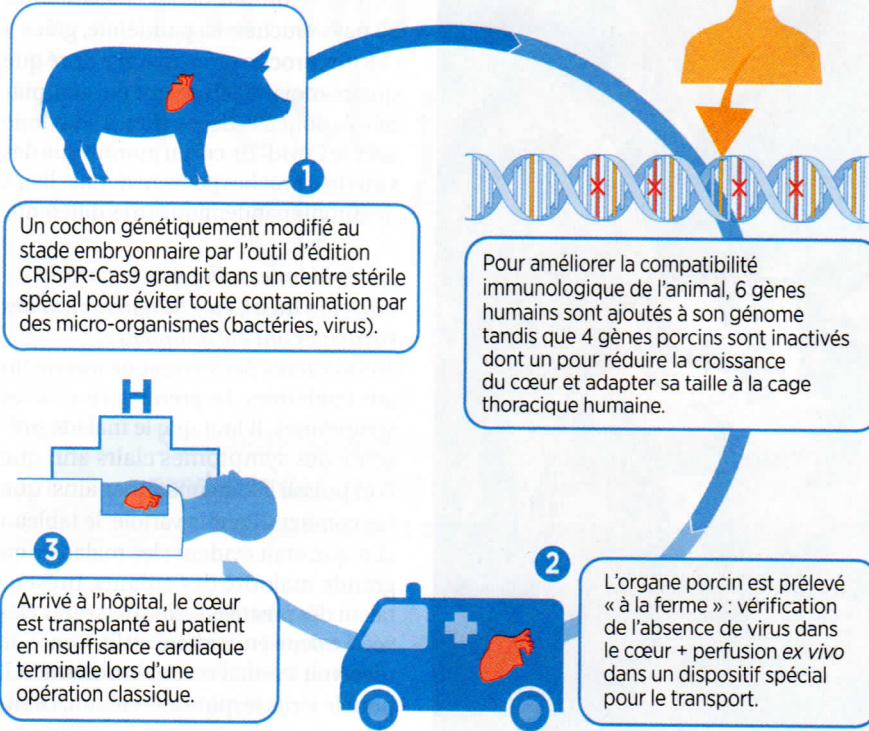 1
Un cochon génétiquement modifié au
stade embryonnaire par l'outil d'édition
CRISPR-Cas9 grandit dans un centre stérile
spécial pour éviter toute contamination par
des micro-organismes (bactéries, virus).
Pour améliorer la compatibilité
immunologique de l'animal, 6 gènes
humains sont ajoutés à son génome
tandis que 4 gènes porcins sont inactivés
dont un pour réduire la croissance
du cœur et adapter sa taille à la cage
thoracique humaine.
2
L'organe porcin est prélevé
« à la ferme » : vérification
de l'absence de virus dans
le cœur + perfusion ex vivo
dans un dispositif spécial
pour le transport.
H
3
Arrivé à l'hôpital, le cœur
est transplanté au patient
en insuffisance cardiaque
terminale lors d'une
opération classique.